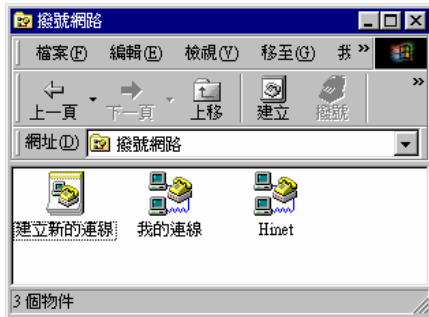 撥號網路
檔案(F) 編輯(E) 檢視(V) 移至(G) 我 »
上一頁 下一頁 上移 建立 撥號 »
網址(D) 撥號網路
建立新的連線 我的連線 Hinet
3 個物件